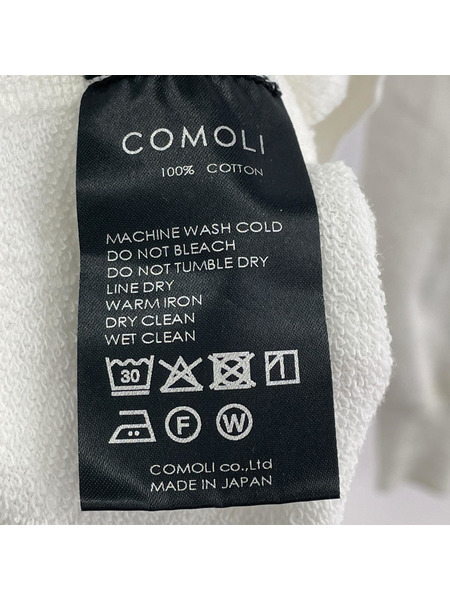 COMOLI
100% COTTON
MACHINE WASH COLD
DO NOT BLEACH
DO NOT TUMBLE DRY
LINE DRY
WARM IRON
DRY CLEAN
WET CLEAN
30
F W
COMOLI co.,Ltd
MADE IN JAPAN